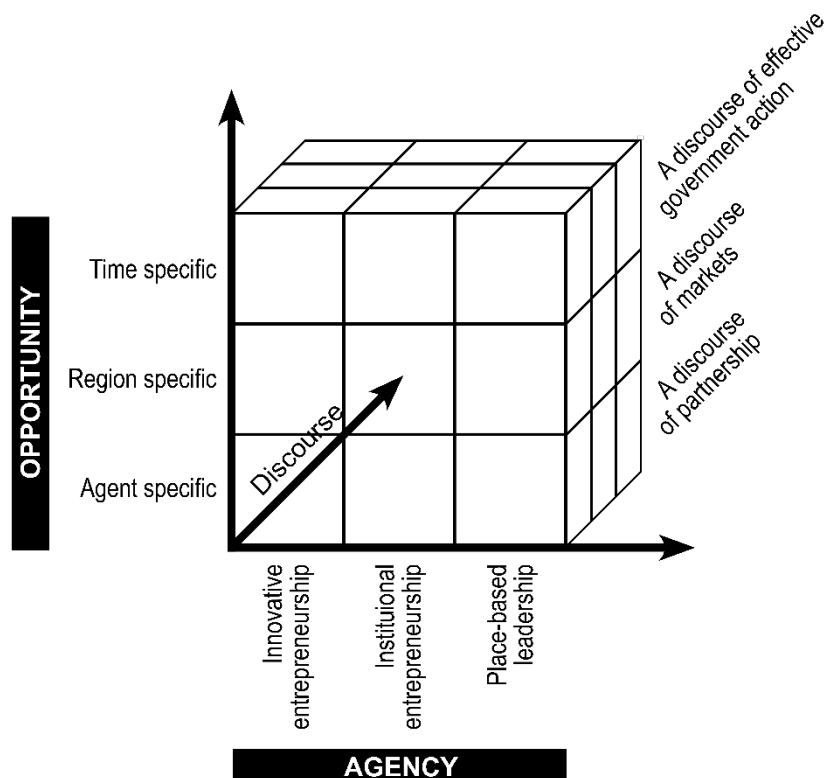 OPPORTUNITY
Time specific
Region specific
Agent specific
Discourse
A discourse of effective
government action
A discourse
of markets
A discourse
of partnership
Innovative
entrepreneurship
Instituional
entrepreneurship
Place-based
leadership
AGENCY